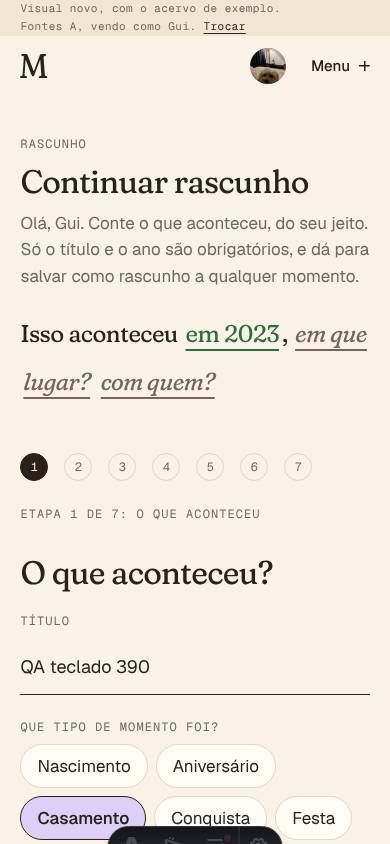 Visual novo, com o acervo de exemplo.
Fontes A, vendo como Gui. Trocar
M
Menu +
RASCUNHO
Continuar rascunho
Olá, Gui. Conte o que aconteceu, do seu jeito.
Só o título e o ano são obrigatórios, e dá para
salvar como rascunho a qualquer momento.
Isso aconteceu em 2023, em que
lugar? com quem?
1 2 3 4 5 6 7
ETAPA 1 DE 7: O QUE ACONTECEU
O que aconteceu?
TÍTULO
QA teclado 390
QUE TIPO DE MOMENTO FOI?
Nascimento Aniversário
Casamento Conquista Festa